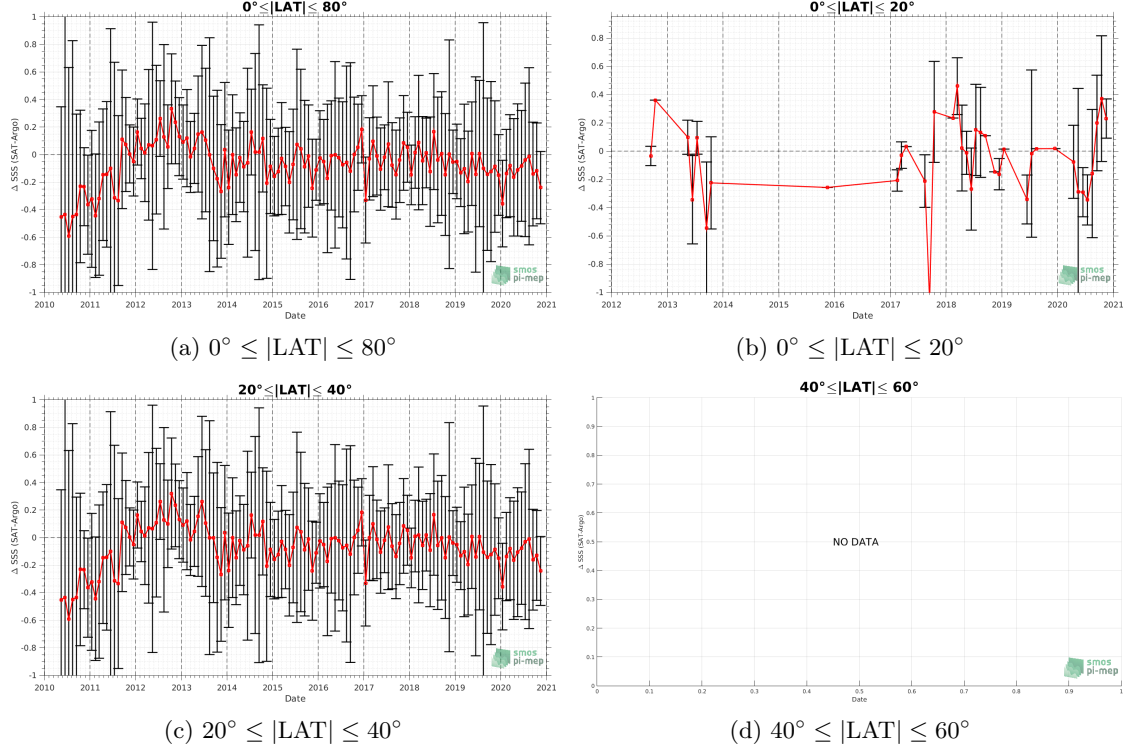 0°≤|LAT|≤ 80°
1
0.8
0.6
0.4
0.2
0
-0.2
-0.4
-0.6
-0.8
-1
Δ SSS (SAT-Argo)
2010 2011 2012 2013 2014 2015 2016 2017 2018 2019 2020 2021
Date
smos
pi-mep
(a) 0° ≤ |LAT| ≤ 80°
0°≤|LAT|≤ 20°
0.8
0.6
0.4
0.2
0
-0.2
-0.4
-0.6
-0.8
-1
Δ SSS (SAT-Argo)
2012 2013 2014 2015 2016 2017 2018 2019 2020 2021
Date
smos
pi-mep
(b) 0° ≤ |LAT| ≤ 20°
20°≤|LAT|≤ 40°
1
0.8
0.6
0.4
0.2
0
-0.2
-0.4
-0.6
-0.8
-1
Δ SSS (SAT-Argo)
2010 2011 2012 2013 2014 2015 2016 2017 2018 2019 2020 2021
Date
smos
pi-mep
(c) 20° ≤ |LAT| ≤ 40°
40°≤|LAT|≤ 60°
1
0.9
0.8
0.7
0.6
0.5
0.4
0.3
0.2
0.1
0
Δ SSS (SAT-Argo)
NO DATA
0 0.1 0.2 0.3 0.4 0.5 0.6 0.7 0.8 0.9 1
Date
smos
pi-mep
(d) 40° ≤ |LAT| ≤ 60°